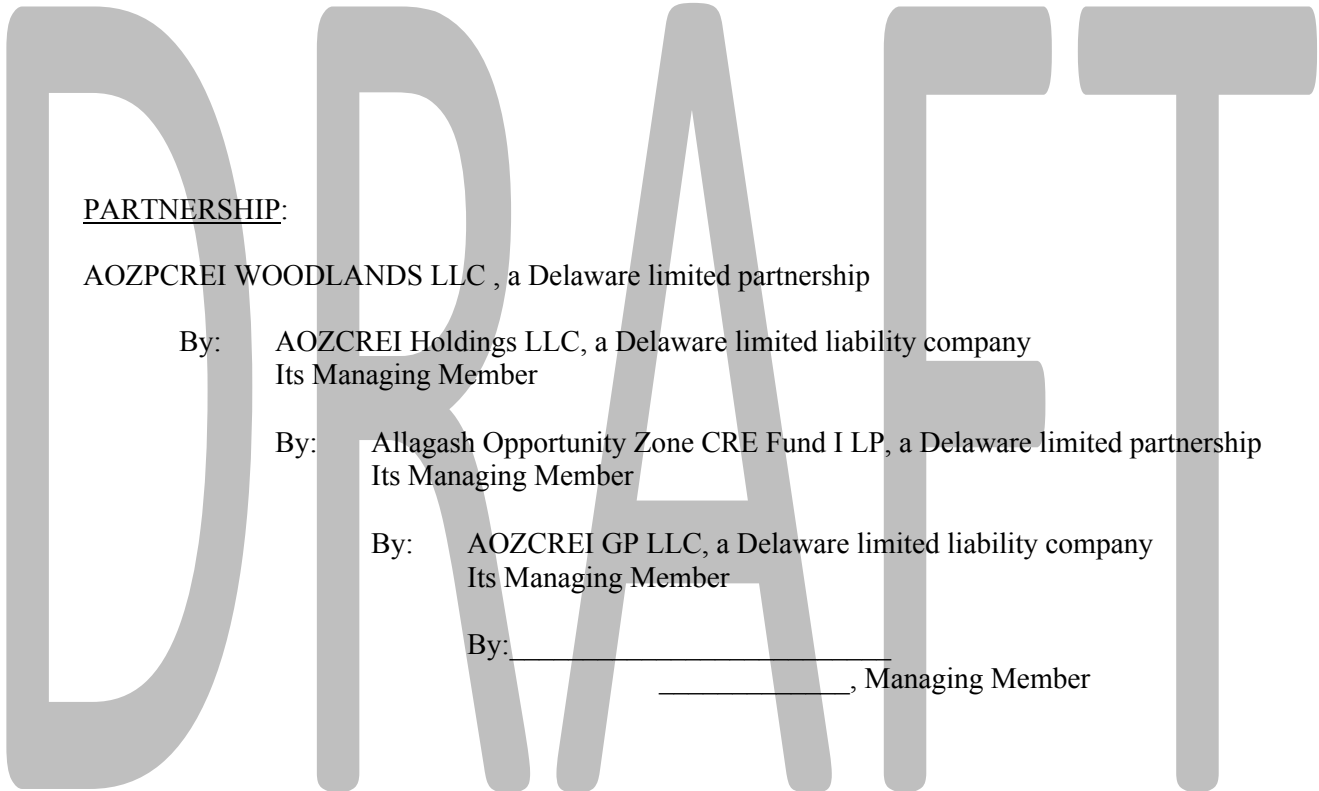 DRAFT
PARTNERSHIP:
AOZPCREI WOODLANDS LLC , a Delaware limited partnership
By: AOZCREI Holdings LLC, a Delaware limited liability company
Its Managing Member
By: Allagash Opportunity Zone CRE Fund I LP, a Delaware limited partnership
Its Managing Member
By: AOZCREI GP LLC, a Delaware limited liability company
Its Managing Member
By:__________________________
_____________, Managing Member